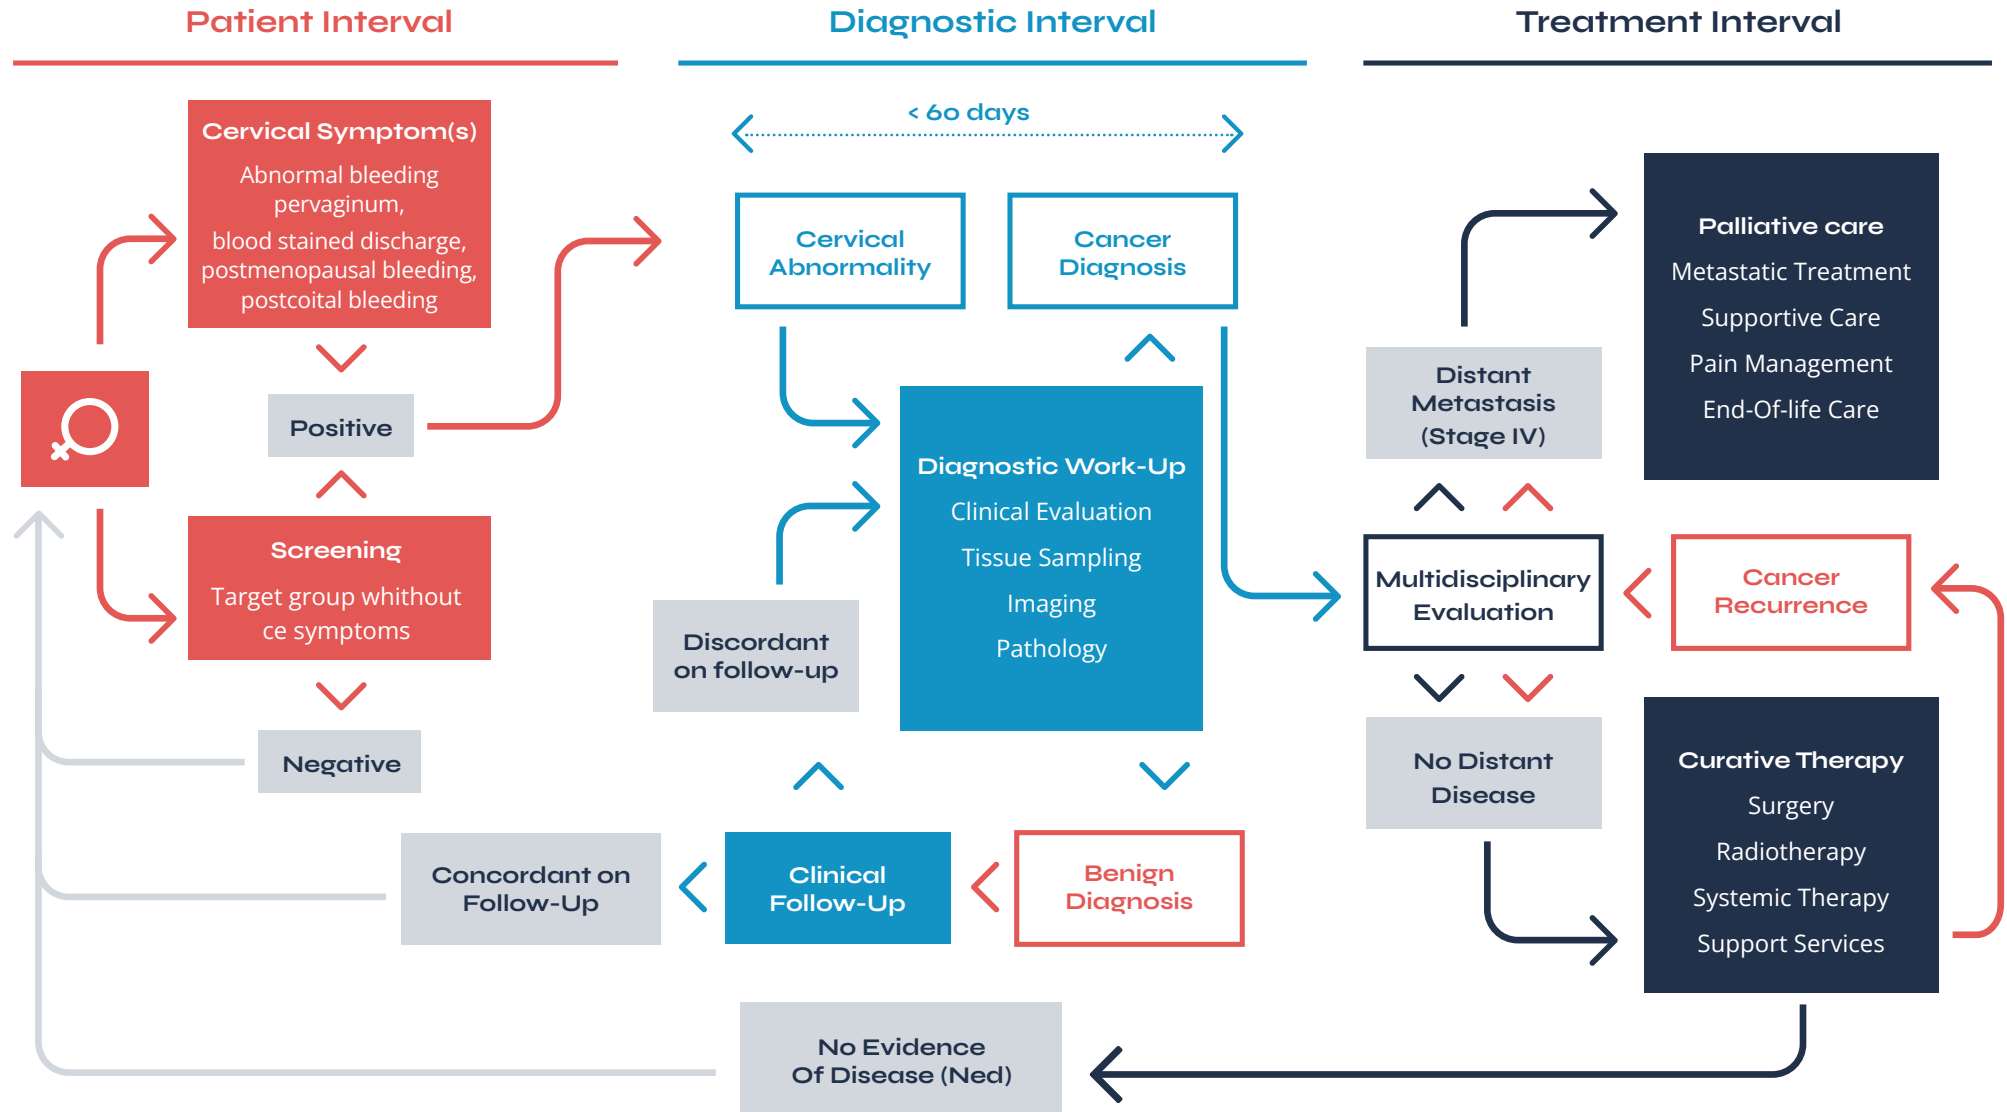 Patient Interval
Diagnostic Interval
Treatment Interval
Cervical Symptom(s)
Abnormal bleeding
pervaginum,
blood stained discharge,
postmenopausal bleeding,
postcoital bleeding
Positive
Screening
Target group whithout
ce symptoms
Negative
< 60 days
Cervical
Abnormality
Cancer
Diagnosis
Diagnostic Work-Up
Clinical Evaluation
Tissue Sampling
Imaging
Pathology
Discordant
on follow-up
Concordant on
Follow-Up
Clinical
Follow-Up
Benign
Diagnosis
No Evidence
Of Disease (Ned)
Distant
Metastasis
(Stage IV)
Palliative care
Metastatic Treatment
Supportive Care
Pain Management
End-Of-life Care
Multidisciplinary
Evaluation
Cancer
Recurrence
No Distant
Disease
Curative Therapy
Surgery
Radiotherapy
Systemic Therapy
Support Services